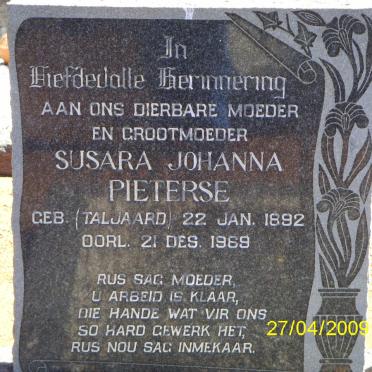 In
Liefdevolle Herinnering
AAN ONS DIERBARE MOEDER
EN GROOTMOEDER
SUSARA JOHANNA
PIETERSE
GEB. (TALJAARD) 22 JAN. 1892
OORL. 21 DES. 1969
RUS SAG MOEDER,
U ARBEID IS KLAAR,
DIE HANDE WAT VIR ONS
SO HARD GEWERK HET,
RUS NOU SAG INMEKAAR.
27/04/2009